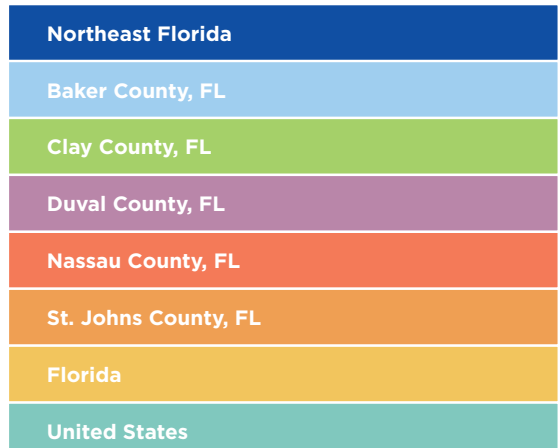 Northeast Florida
Baker County, FL
Clay County, FL
Duval County, FL
Nassau County, FL
St. Johns County, FL
Florida
United States